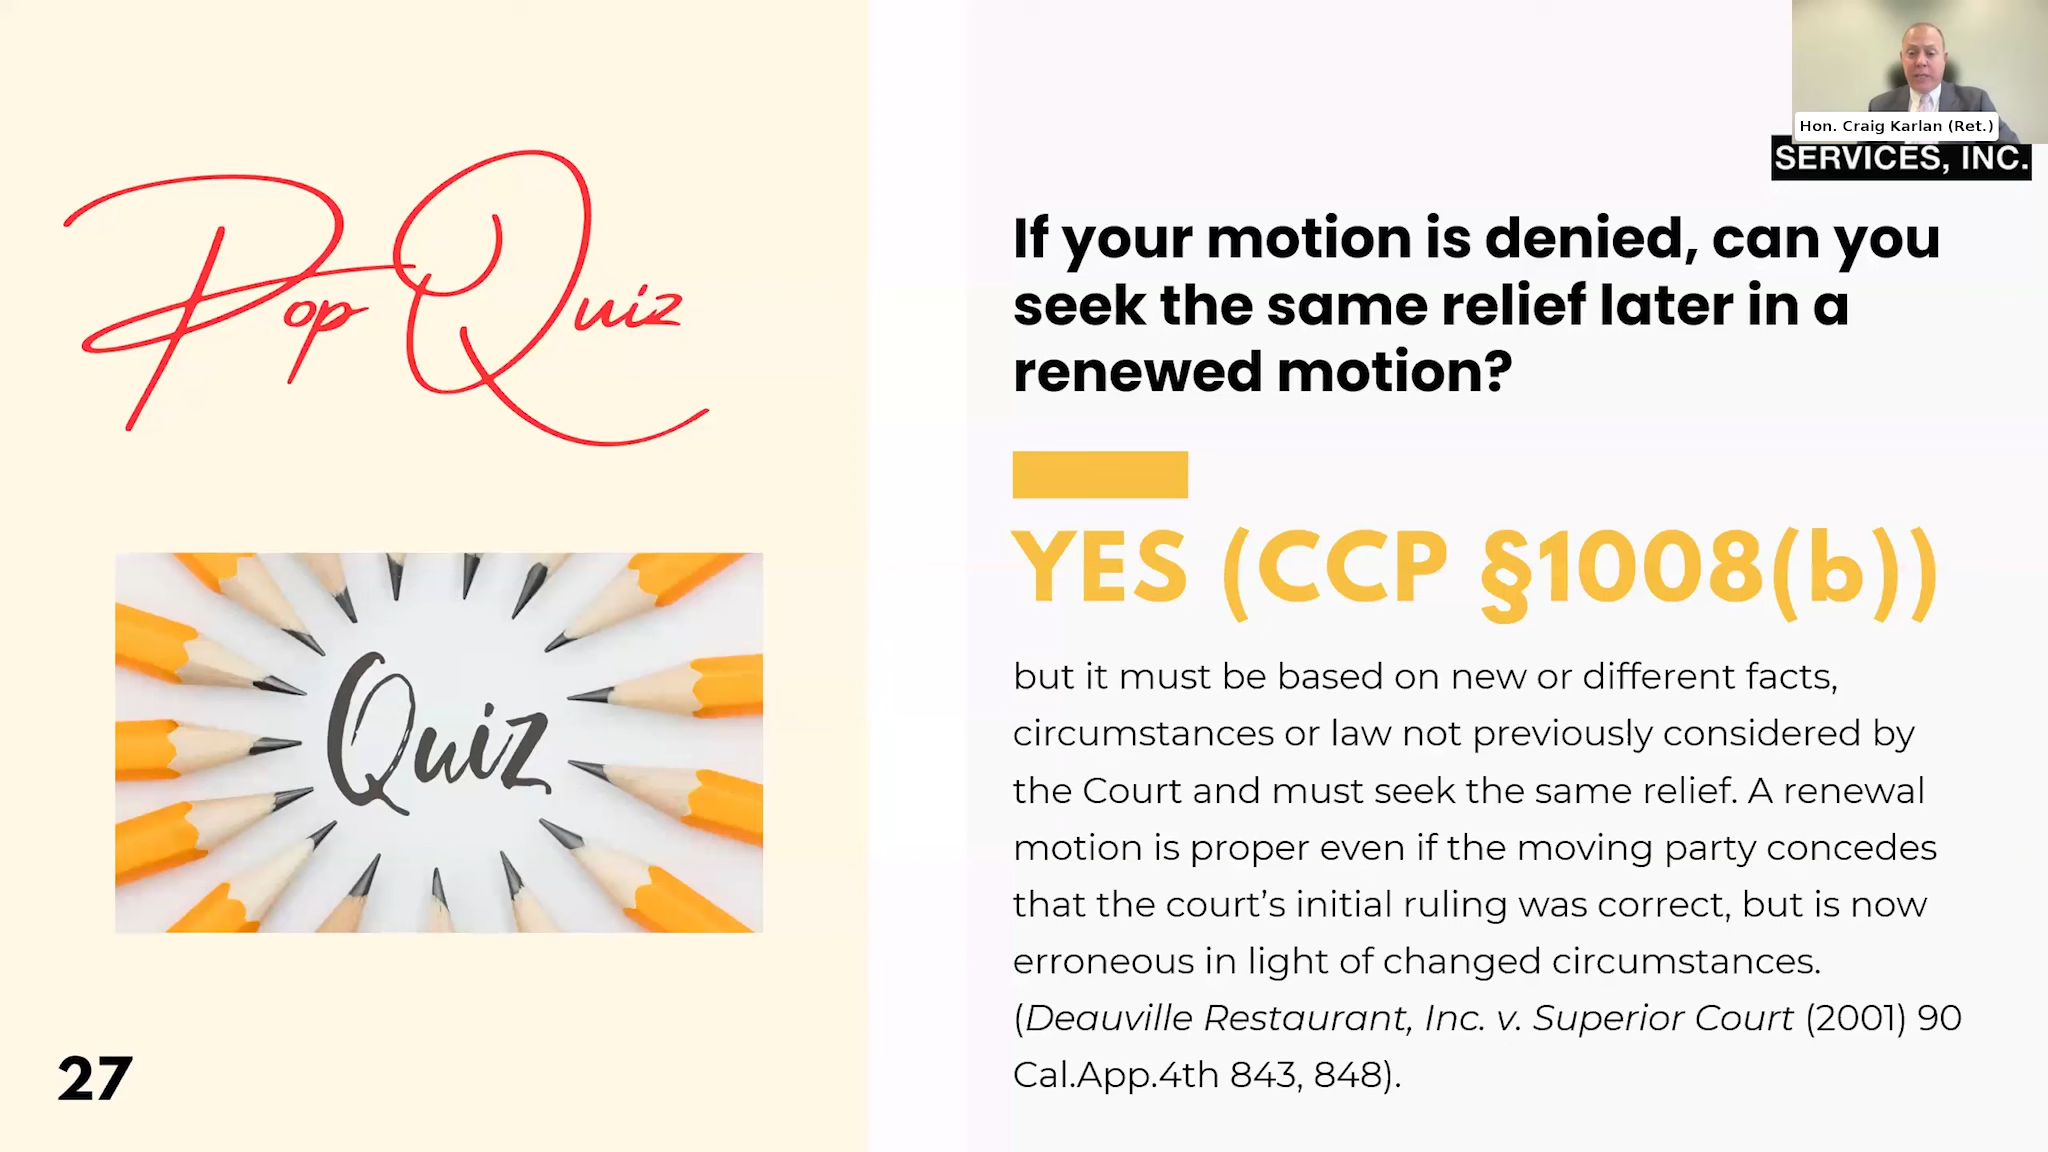 Hon. Craig Karlan (Ret.)
SERVICES, INC.
Pop Quiz
If your motion is denied, can you
seek the same relief later in a
renewed motion?
YES (CCP §1008(b))
but it must be based on new or different facts,
circumstances or law not previously considered by
the Court and must seek the same relief. A renewal
motion is proper even if the moving party concedes
that the court’s initial ruling was correct, but is now
erroneous in light of changed circumstances.
(Deauville Restaurant, Inc. v. Superior Court (2001) 90
Cal.App.4th 843, 848).
Quiz
27